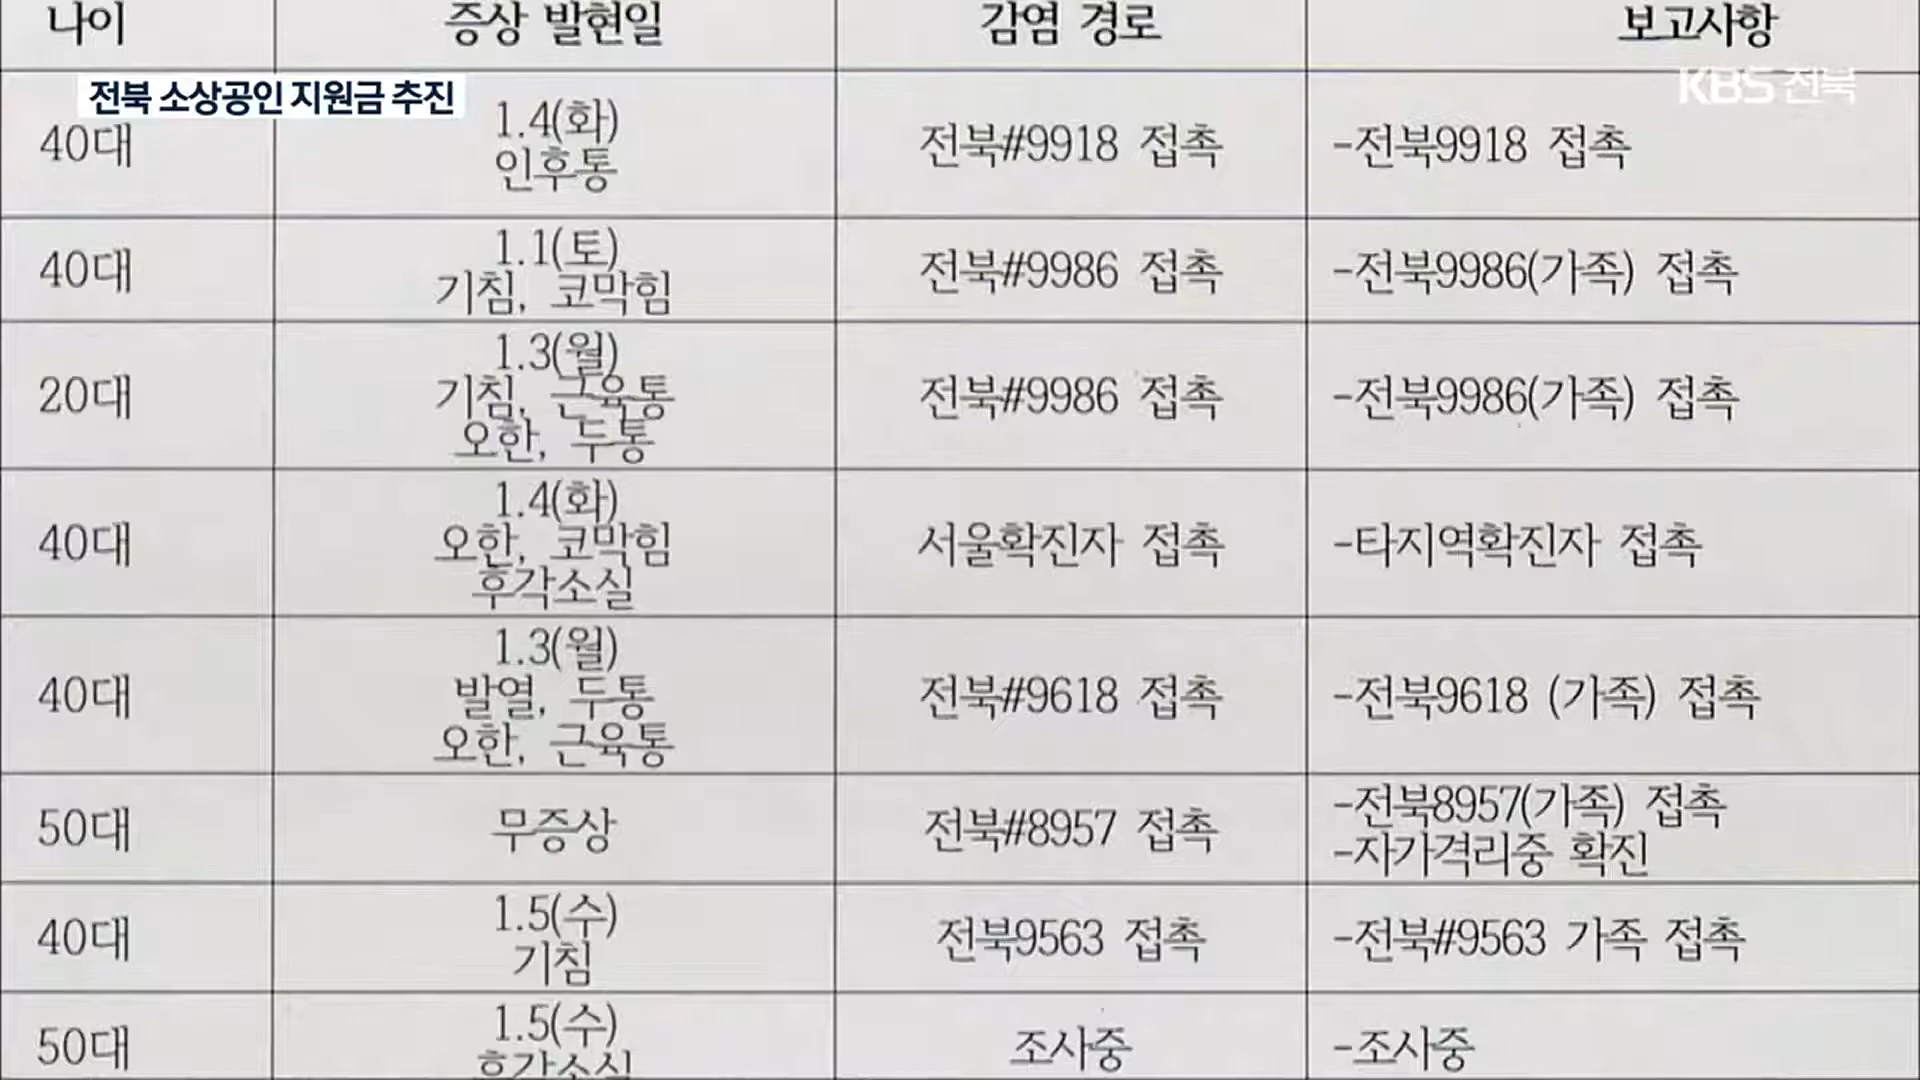 나이 증상 발현일 감염 경로 보고사항
전북 소상공인 지원금 추진
KBS 전북
40대 1.4(화) 전북#9918 접촉 -전북9918 접촉
인후통
40대 1.1(토) 전북#9986 접촉 -전북9986(가족) 접촉
기침, 코막힘
20대 1.3(월) 전북#9986 접촉 -전북9986(가족) 접촉
기침, 근육통
오한, 두통
40대 1.4(화) 서울확진자 접촉 -타지역확진자 접촉
오한, 코막힘
후각소실
40대 1.3(월) 전북#9618 접촉 -전북9618 (가족) 접촉
발열, 두통
오한, 근육통
50대 무증상 전북#8957 접촉 -전북8957(가족) 접촉
-자가격리중 확진
40대 1.5(수) 전북9563 접촉 -전북#9563 가족 접촉
기침
50대 1.5(수) 조사중 -조사중
후각소실